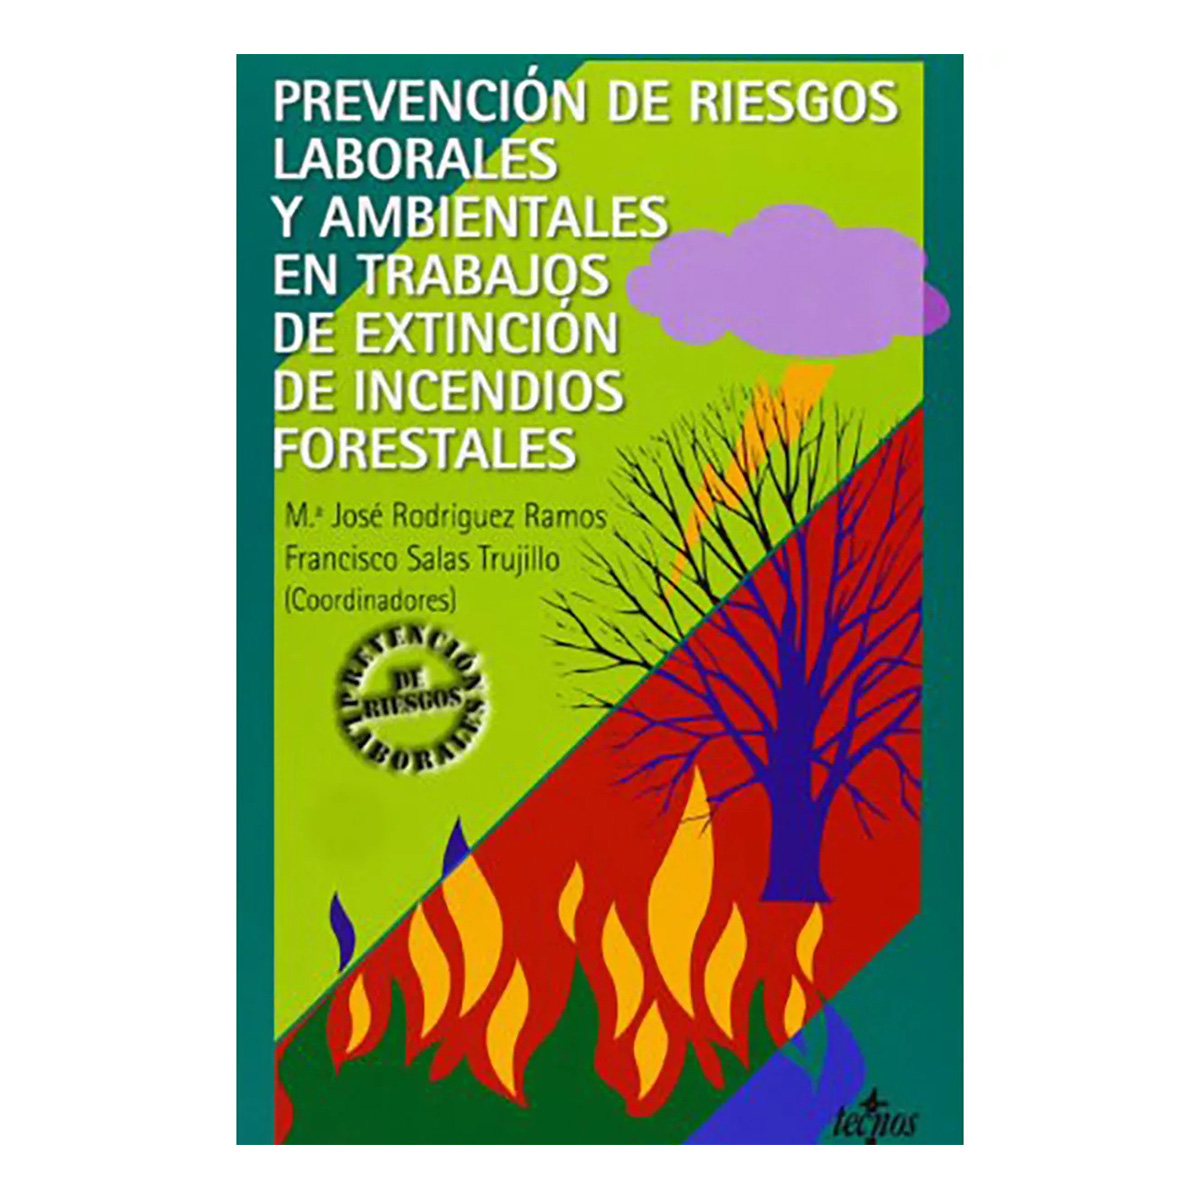 PREVENCIÓN DE RIESGOS
LABORALES
Y AMBIENTALES
EN TRABAJOS
DE EXTINCIÓN
DE INCENDIOS
FORESTALES
M.ª José Rodríguez Ramos
Francisco Salas Trujillo
(Coordinadores)
PREVENCIÓN
DE
RIESGOS
LABORALES
tecnos